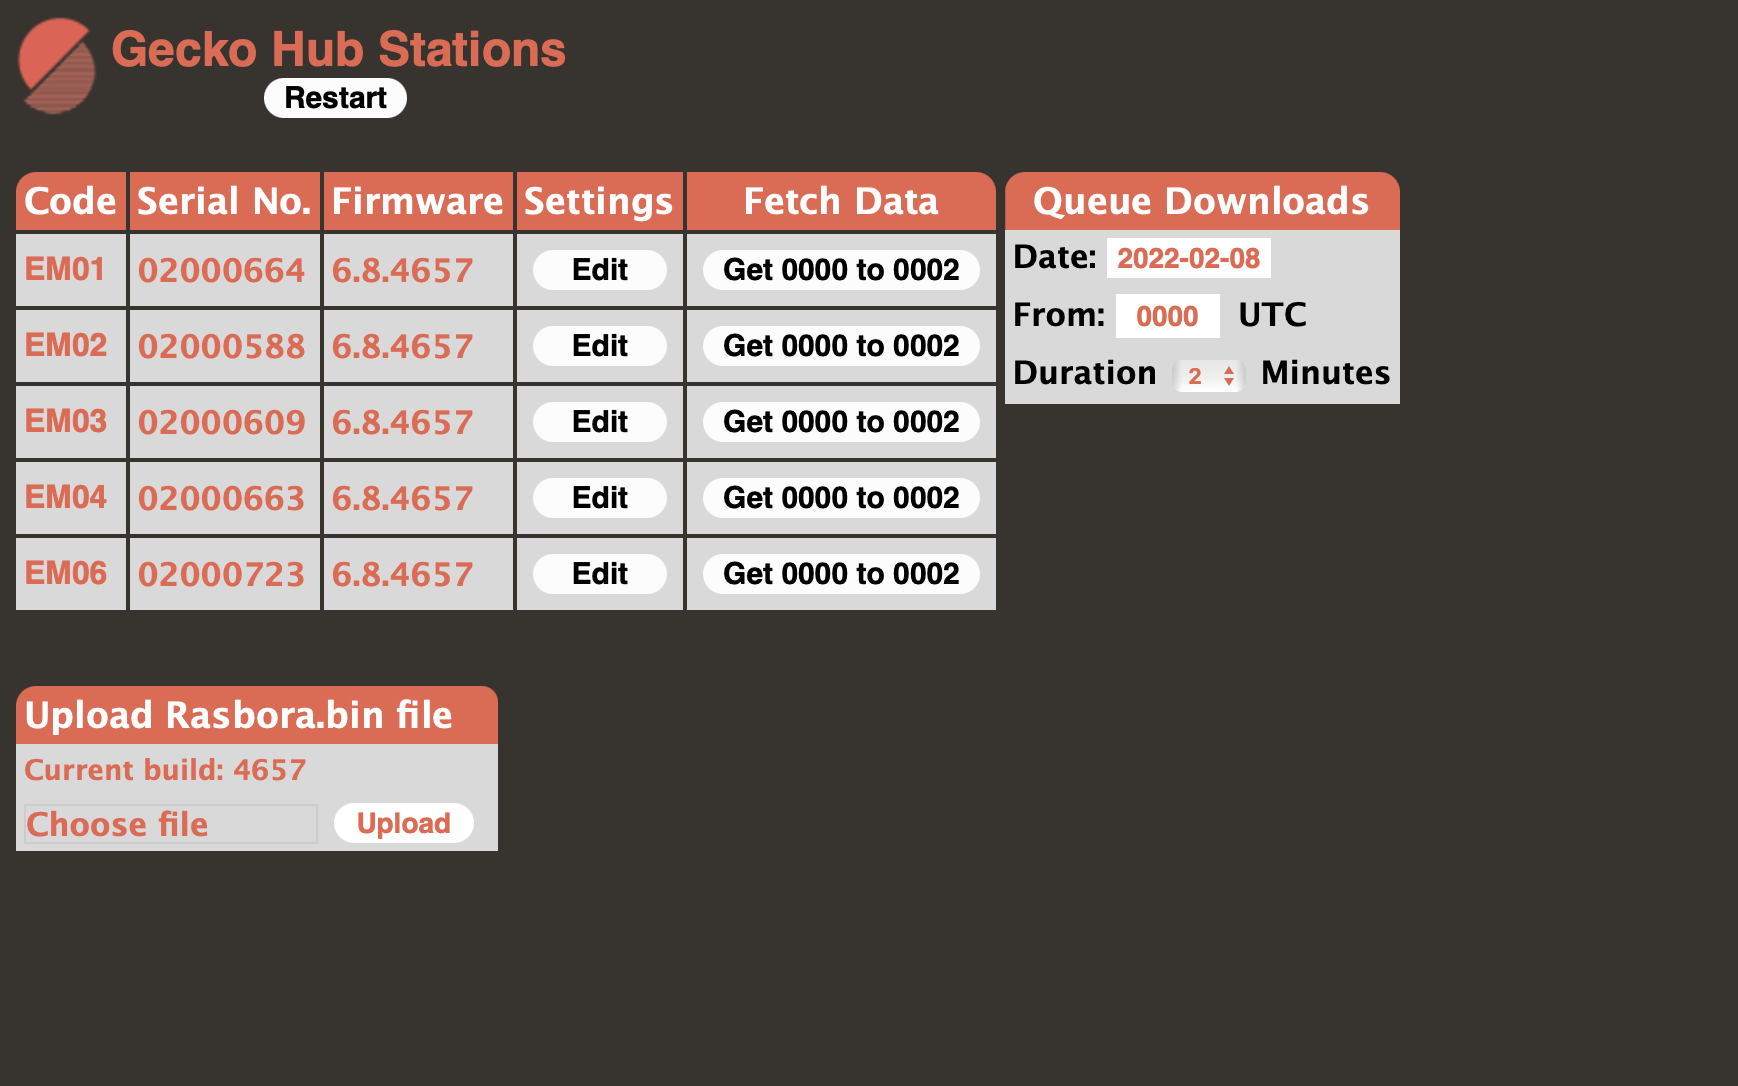 Gecko Hub Stations
Restart
Code Serial No. Firmware Settings Fetch Data
EM01 02000664 6.8.4657 Edit Get 0000 to 0002
EM02 02000588 6.8.4657 Edit Get 0000 to 0002
EM03 02000609 6.8.4657 Edit Get 0000 to 0002
EM04 02000663 6.8.4657 Edit Get 0000 to 0002
EM06 02000723 6.8.4657 Edit Get 0000 to 0002
Queue Downloads
Date: 2022-02-08
From: 0000 UTC
Duration 2 Minutes
Upload Rasbora.bin file
Current build: 4657
Choose file Upload